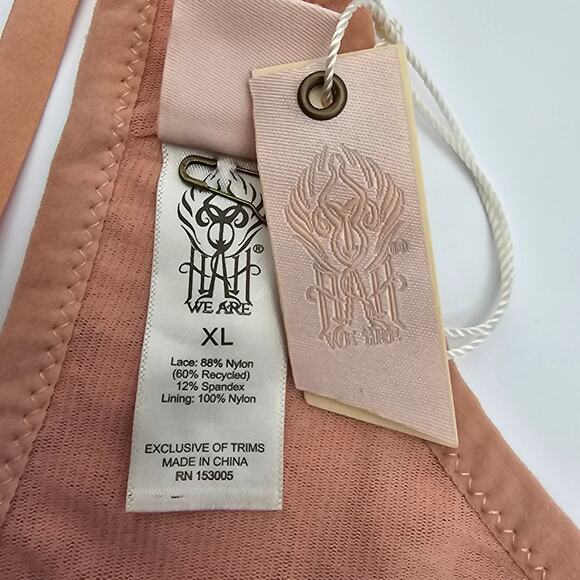 HAH
®
WE ARE
XL
Lace: 88% Nylon
(60% Recycled)
12% Spandex
Lining: 100% Nylon
EXCLUSIVE OF TRIMS
MADE IN CHINA
RN 153005
HAH